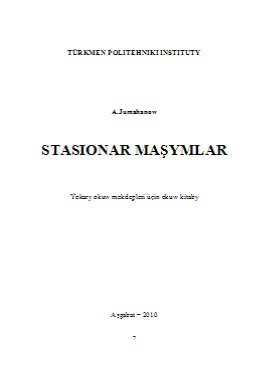 TÜRKMEN POLITEHNIKI INSTITUTY
A.Jumahanow
STASIONAR MAŞYMLAR
Ýokary okuw mekdepleri üçin okuw kitaby
Aşgabat – 2010
7